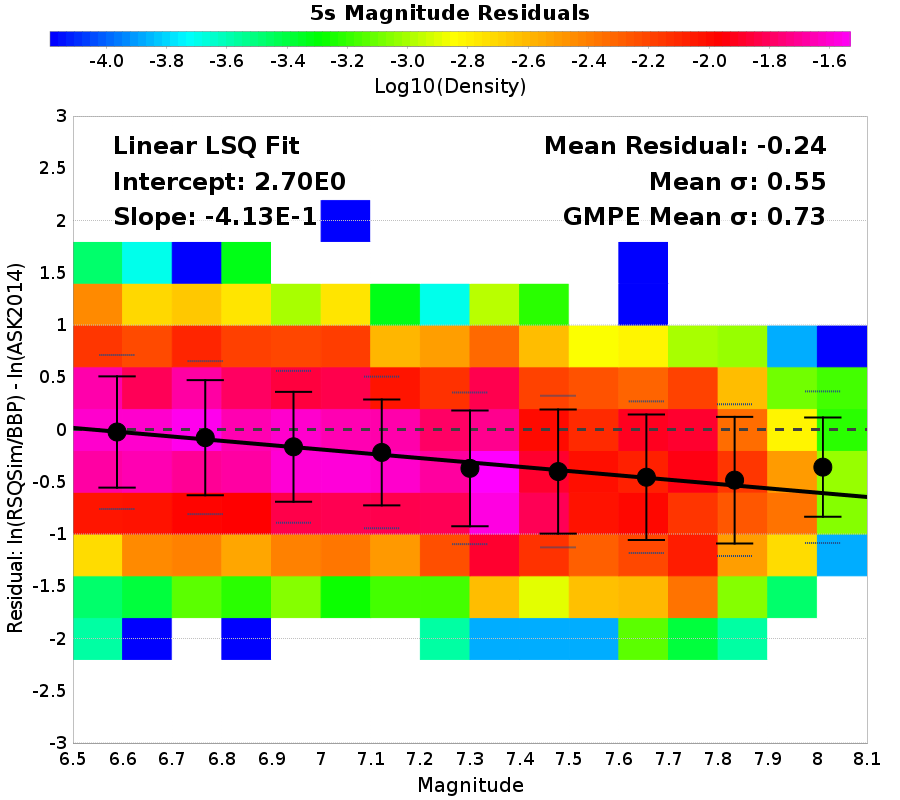 5s Magnitude Residuals
-4.0 -3.8 -3.6 -3.4 -3.2 -3.0 -2.8 -2.6 -2.4 -2.2 -2.0 -1.8 -1.6
Log10(Density)
Linear LSQ Fit
Intercept: 2.70E0
Slope: -4.13E-1
Mean Residual: -0.24
Mean σ: 0.55
GMPE Mean σ: 0.73
Residual: ln(RSQSim/BBP) - ln(ASK2014)
3
2.5
2
1.5
1
0.5
0
-0.5
-1
-1.5
-2
-2.5
-3
6.5 6.6 6.7 6.8 6.9 7 7.1 7.2 7.3 7.4 7.5 7.6 7.7 7.8 7.9 8 8.1
Magnitude